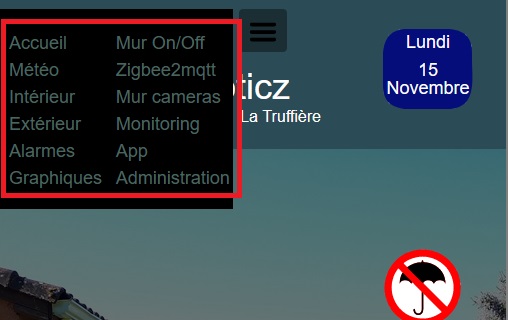 Accueil Mur On/Off
Météo Zigbee2mqtt
Intérieur Mur cameras
Extérieur Monitoring
Alarmes App
Graphiques Administration
ticz
La Truffière
Lundi
15
Novembre